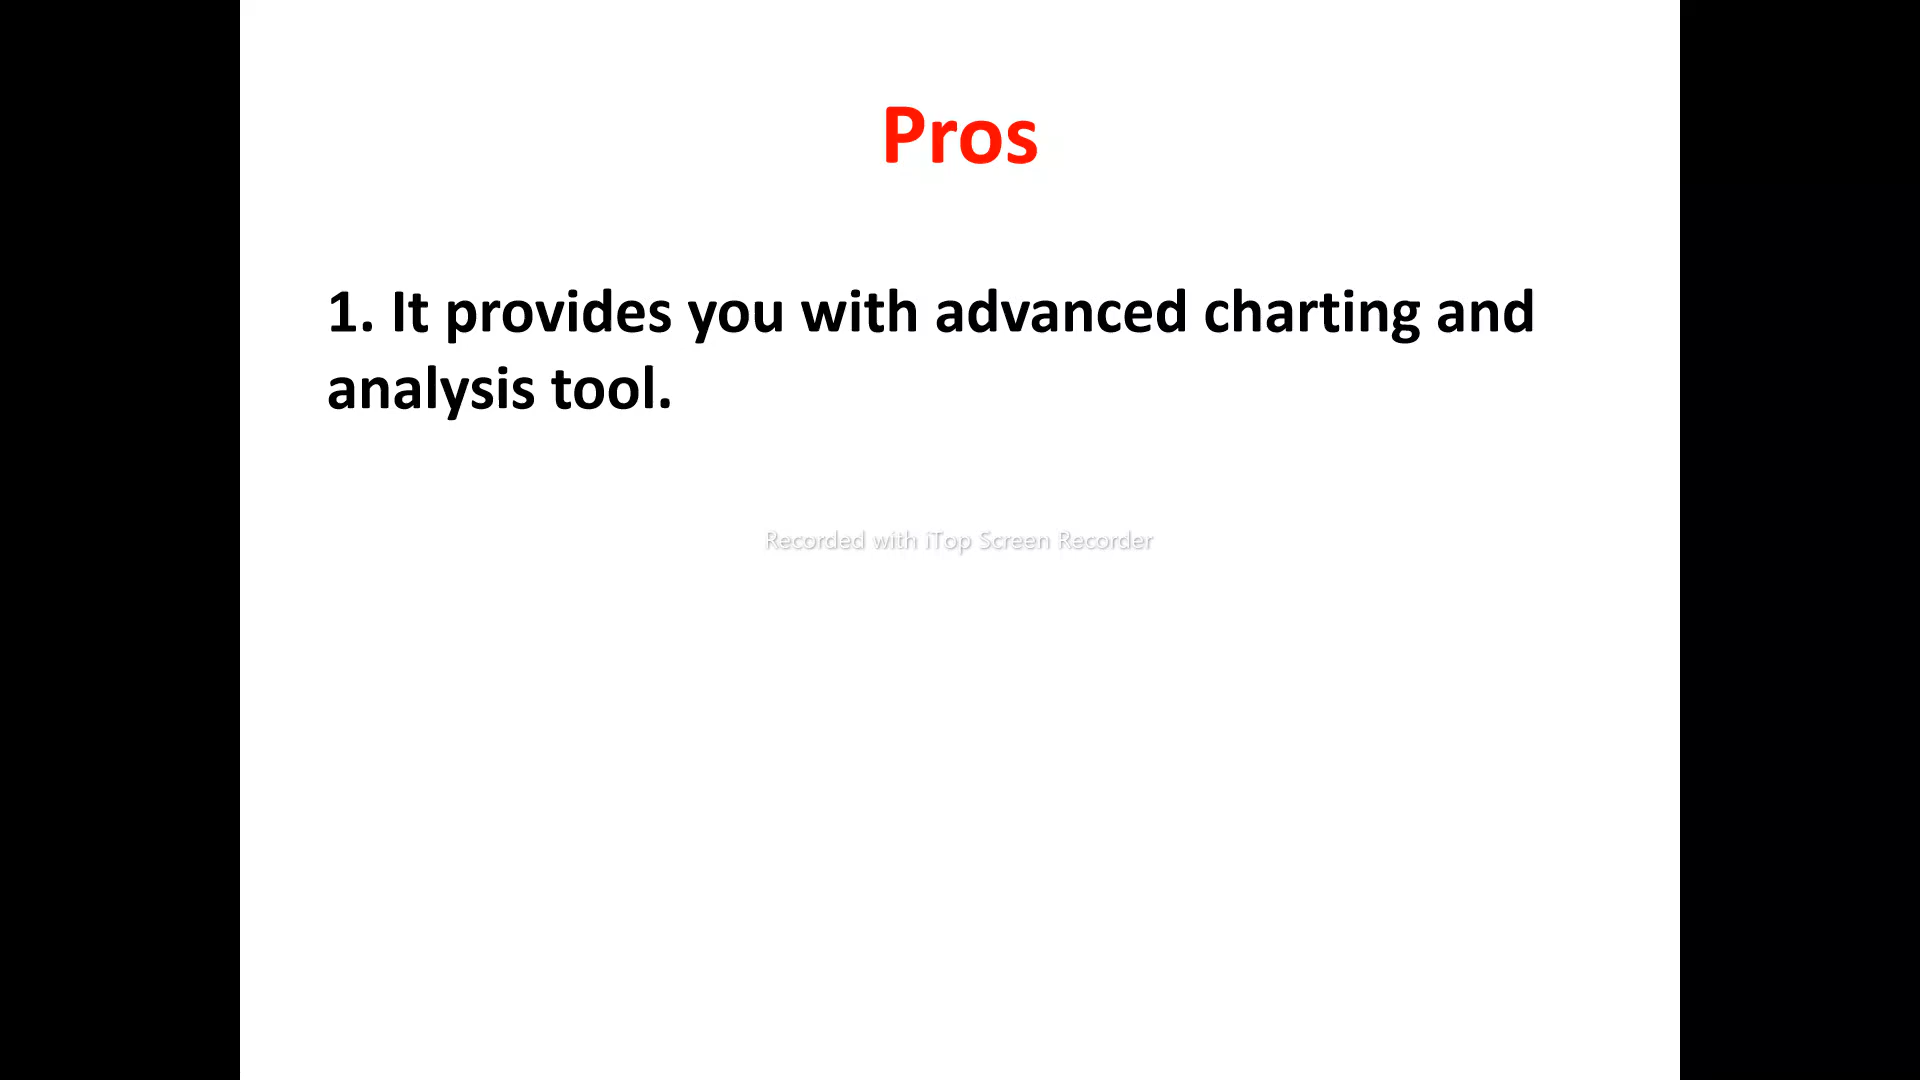 Pros
1. It provides you with advanced charting and
analysis tool.
Recorded with iTop Screen Recorder